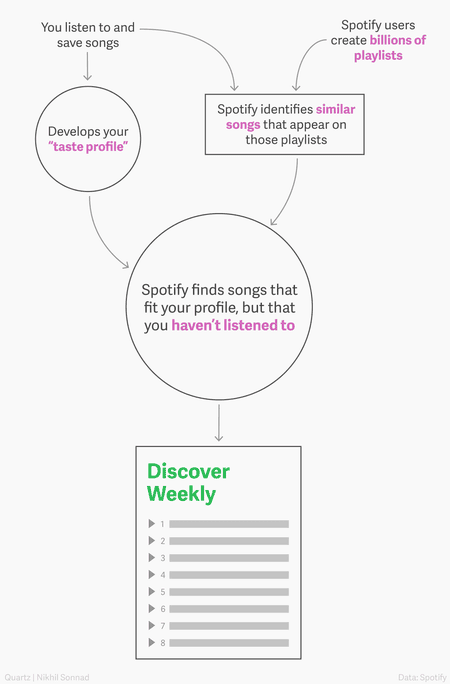 You listen to and
save songs
Spotify users
create billions of
playlists
Develops your
“taste profile”
Spotify identifies similar
songs that appear on
those playlists
Spotify finds songs that
fit your profile, but that
you haven’t listened to
Discover
Weekly
1
2
3
4
5
6
7
8
Quartz | Nikhil Sonnad
Data: Spotify